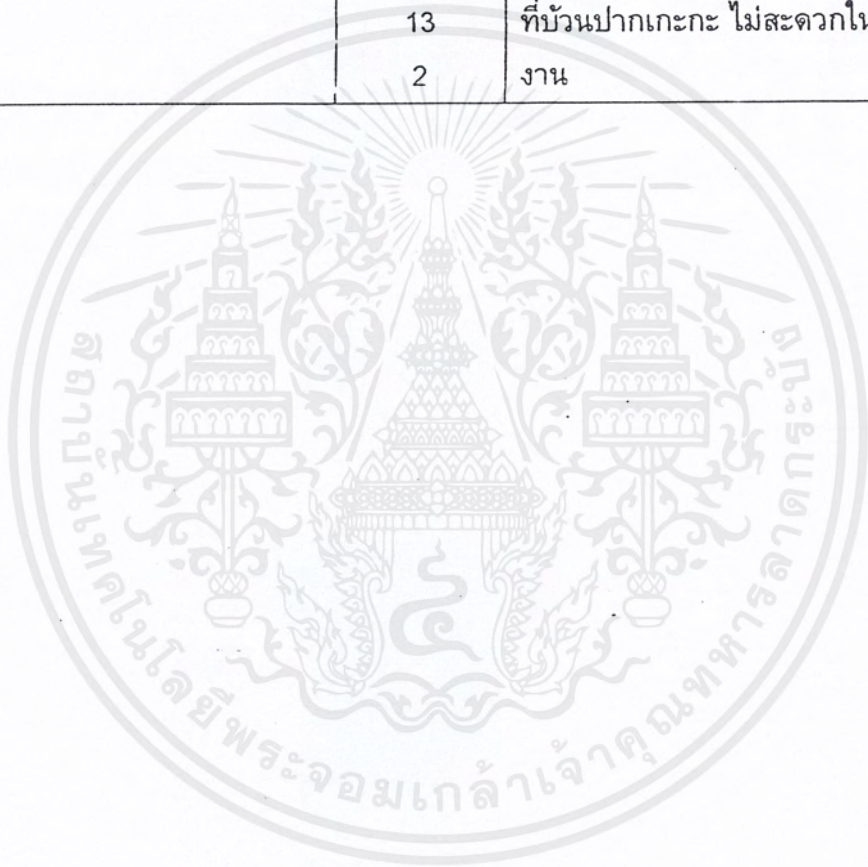 13 ที่บ้วนปากเกะกะ ไม่สะดวกใน
2 งาน
สถาบันเทคโนโลยีพระจอมเกล้าเจ้าคุณทหารลาดกระบัง
๔